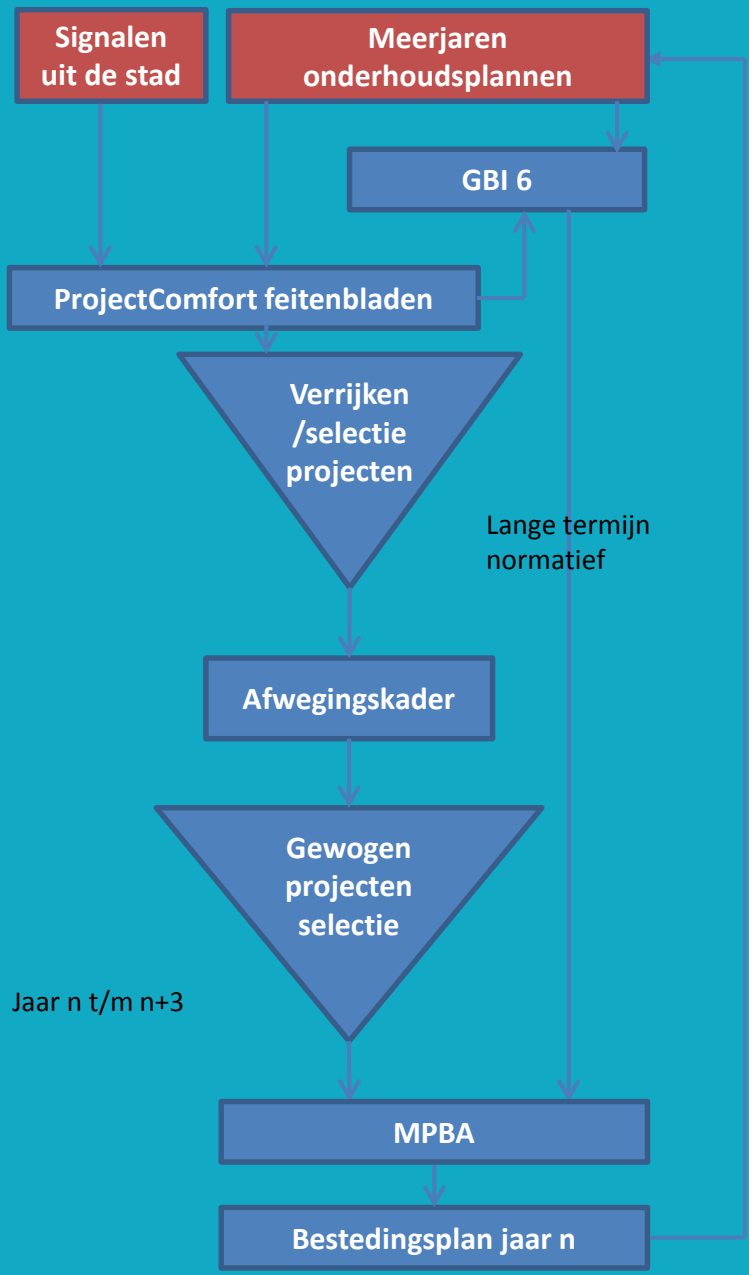 Signalen
uit de stad
Meerjaren
onderhoudsplannen
GBI 6
ProjectComfort feitenbladen
Verrijken
/selectie
projecten
Lange termijn
normatief
Afwegingskader
Gewogen
projecten
selectie
Jaar n t/m n+3
MPBA
Bestedingsplan jaar n